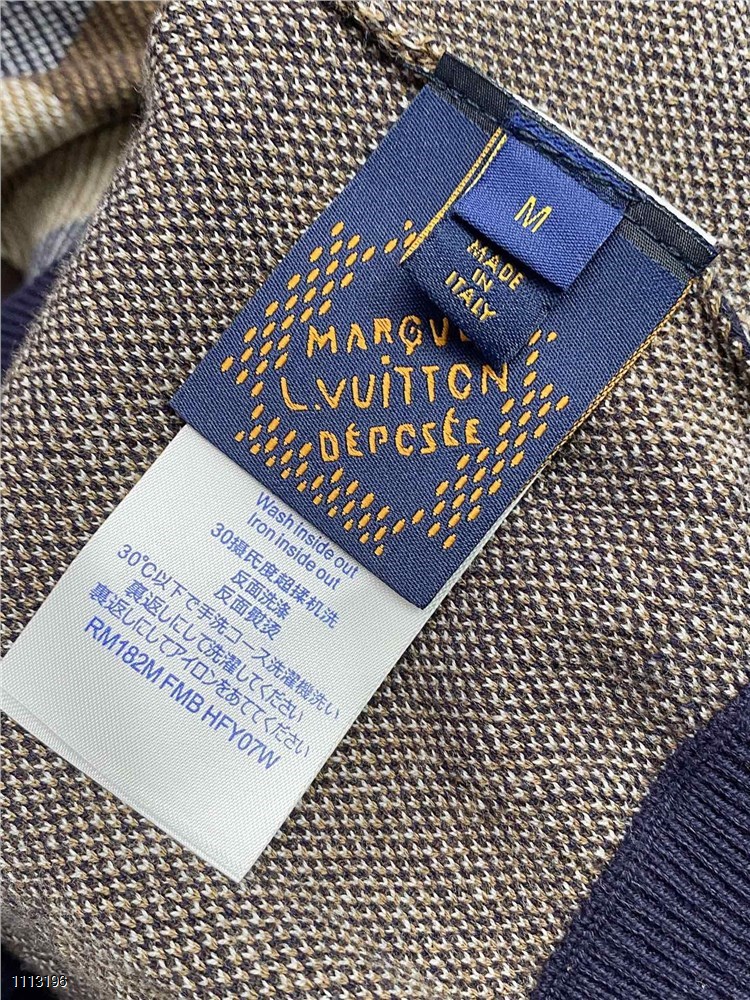 M
MADE
IN
ITALY
MARQU
L.VUITTON
DÉPOSÉE
Wash inside out
Iron inside out
30摄氏度超揉机洗
反面洗涤
反面熨烫
30℃以下で手洗コース洗濯機洗い
裏返しにして洗濯してください
裏返しにしてアイロンをあててください
RM182M FMB HFY07W
1113196